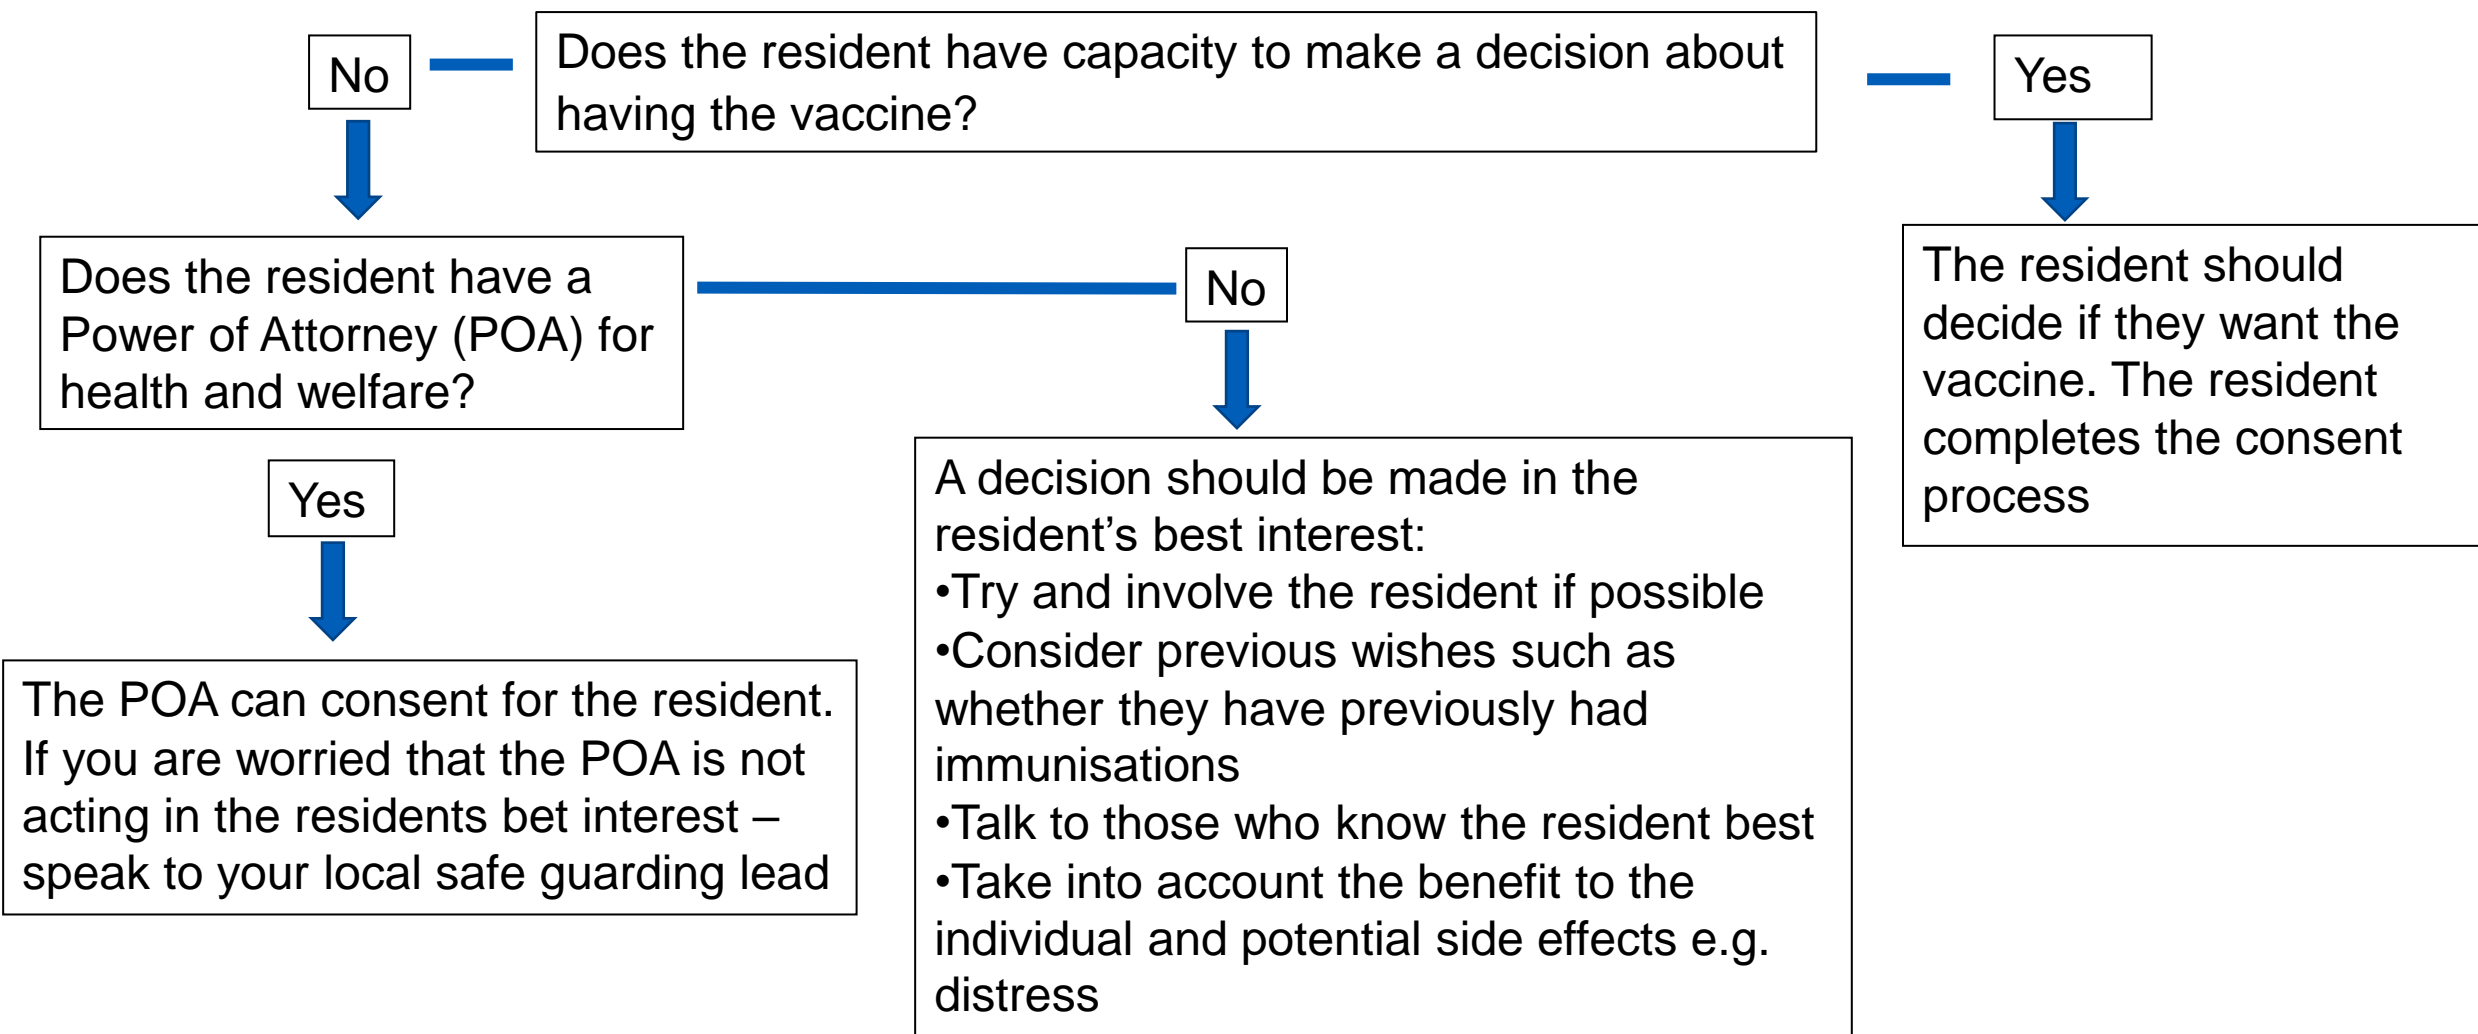 No
Does the resident have capacity to make a decision about
having the vaccine?
Yes
Does the resident have a
Power of Attorney (POA) for
health and welfare?
No
The resident should
decide if they want the
vaccine. The resident
completes the consent
process
Yes
The POA can consent for the resident.
If you are worried that the POA is not
acting in the residents bet interest –
speak to your local safe guarding lead
A decision should be made in the
resident’s best interest:
•Try and involve the resident if possible
•Consider previous wishes such as
whether they have previously had
immunisations
•Talk to those who know the resident best
•Take into account the benefit to the
individual and potential side effects e.g.
distress